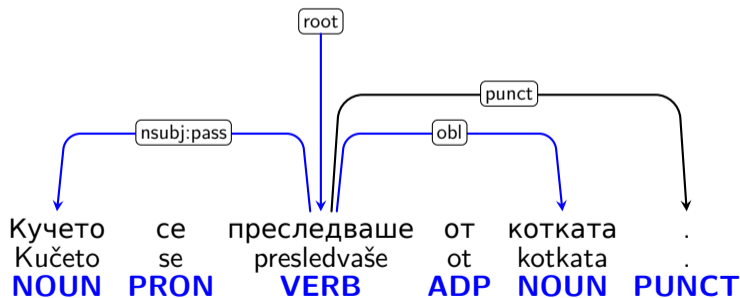 root
punct
nsubj:pass obl
Кучето се преследваше от котката .
Kučeto se presledvaše ot kotkata .
NOUN PRON VERB ADP NOUN PUNCT